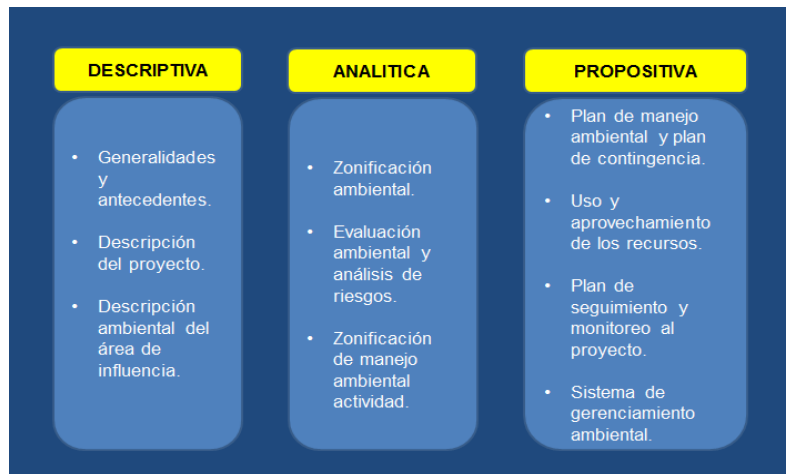 DESCRIPTIVA
• Generalidades
y
antecedentes.
• Descripción
del proyecto.
• Descripción
ambiental del
área de
influencia.
ANALITICA
• Zonificación
ambiental.
• Evaluación
ambiental y
análisis de
riesgos.
• Zonificación
de manejo
ambiental
actividad.
PROPOSITIVA
• Plan de manejo
ambiental y plan
de contingencia.
• Uso y
aprovechamiento
de los recursos.
• Plan de
seguimiento y
monitoreo al
proyecto.
• Sistema de
gerenciamiento
ambiental.